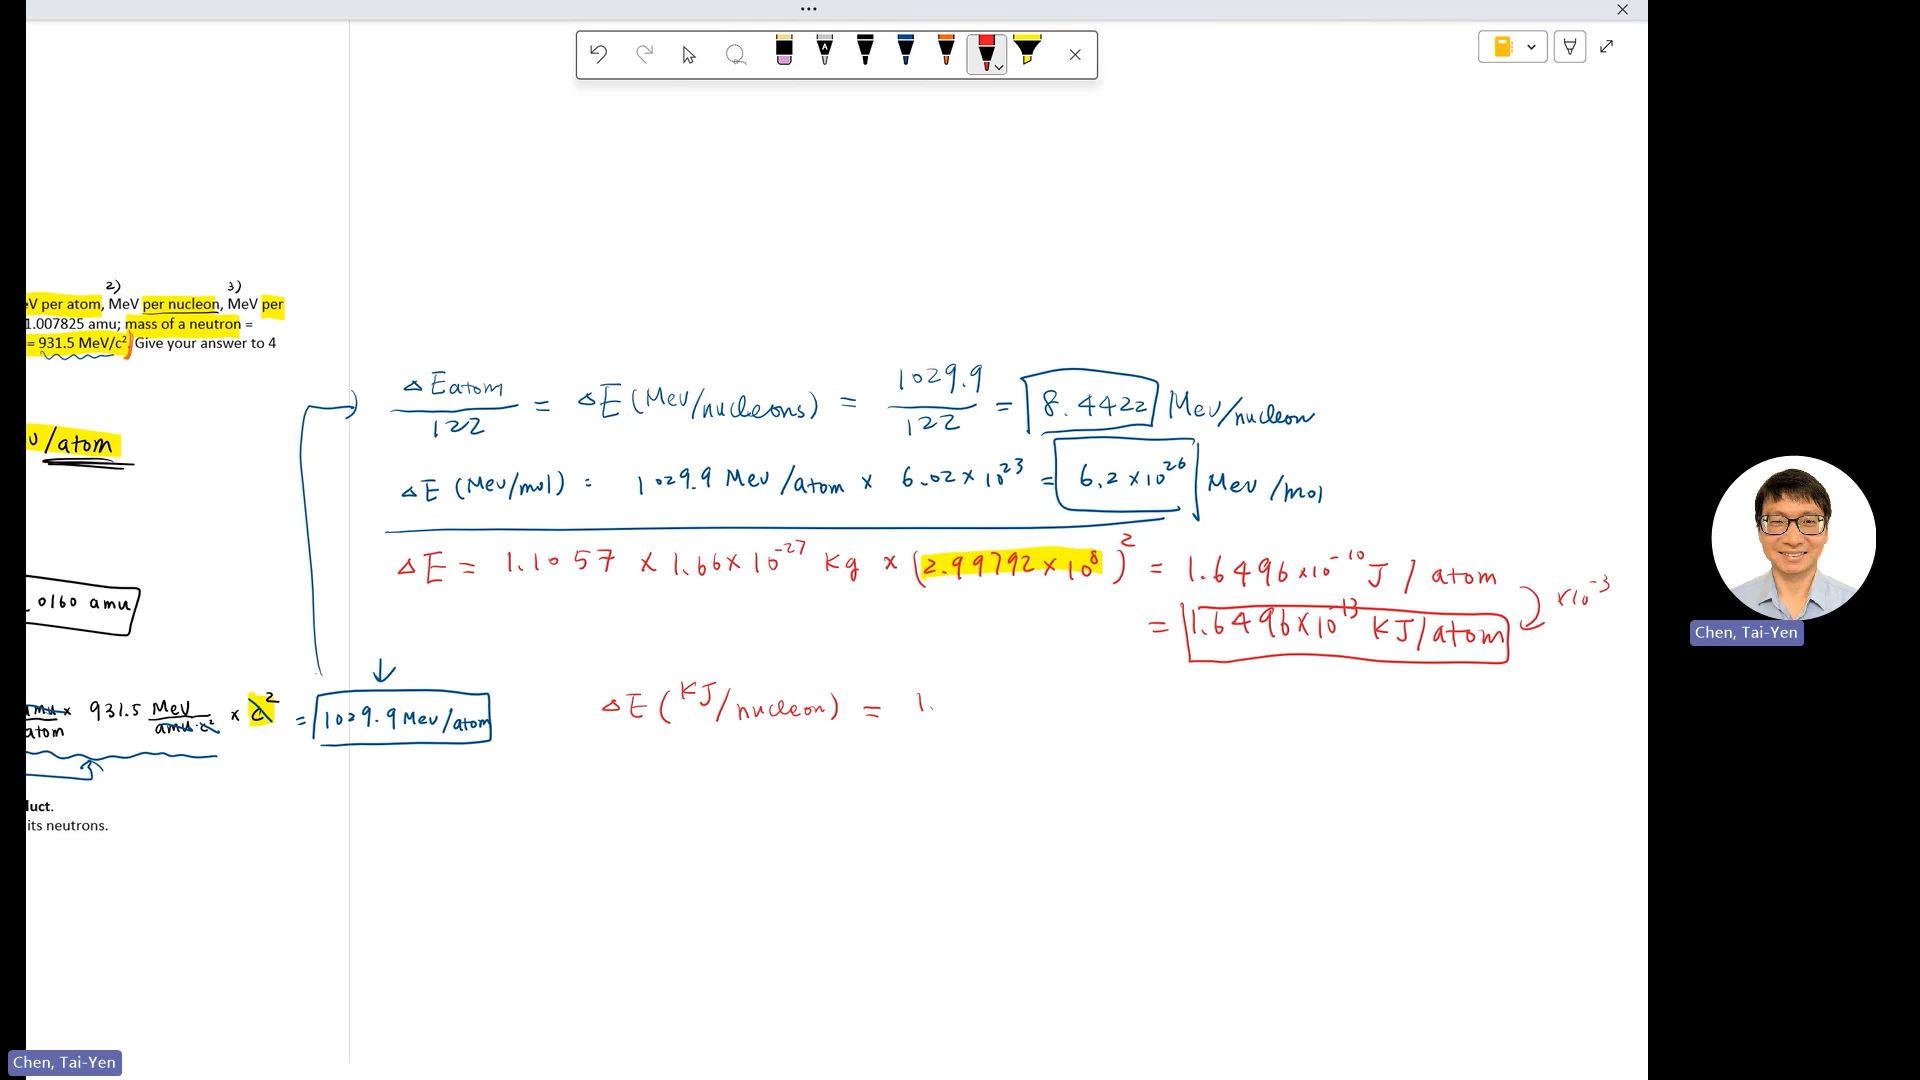 2) 3)
V per atom, MeV per nucleon, MeV per
1.007825 amu; mass of a neutron =
= 931.5 MeV/c²) Give your answer to 4
ΔEatom/122 = ΔE (Mev/nucleons) = 1029.9/122 = 8.4422 Mev/nucleon
/atom
ΔE (Mev/mol) = 1029.9 Mev/atom × 6.02×10²³ = 6.2×10²⁶ Mev/mol
ΔE = 1.1057 × 1.66×10⁻²⁷ Kg × (2.99792×10⁸)² = 1.6496×10⁻¹⁰ J / atom
×10⁻³
0160 amu
= 1.6496×10⁻¹³ KJ/atom
amu/atom × 931.5 MeV/amu·c² × c² = 1029.9 Mev/atom
ΔE (KJ/nucleon) = 1.
luct.
its neutrons.
Chen, Tai-Yen
Chen, Tai-Yen